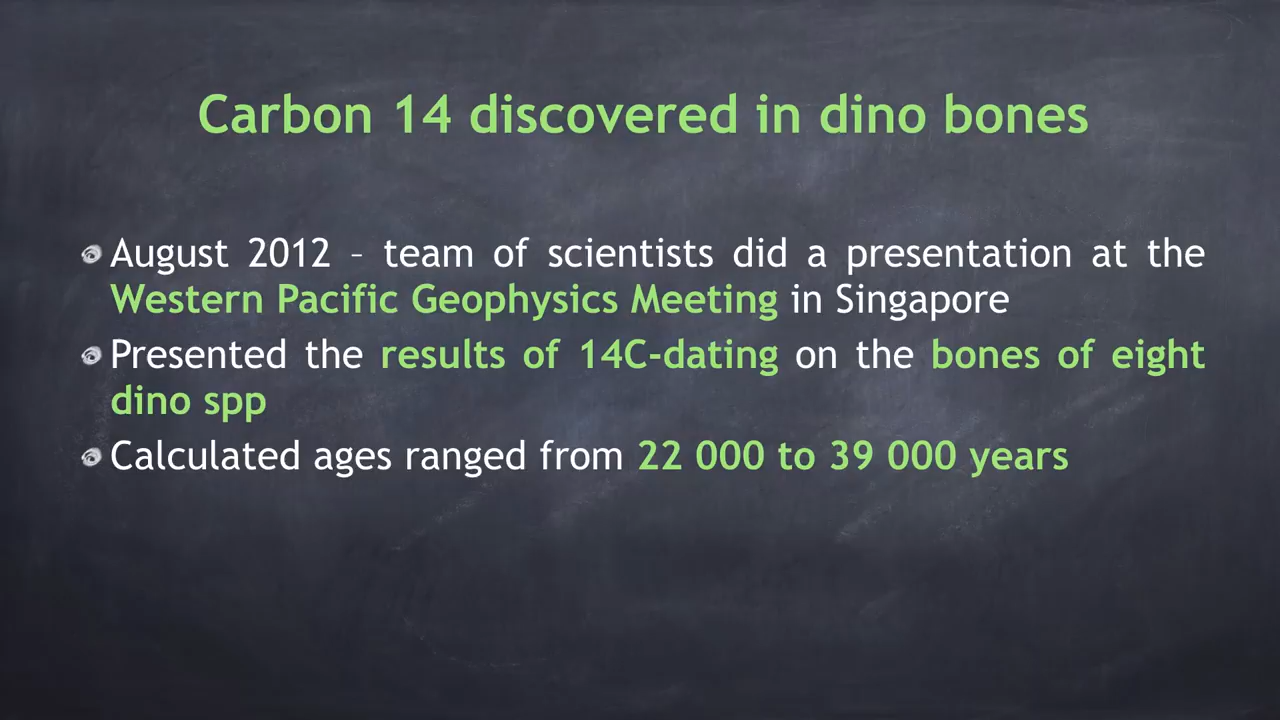 Carbon 14 discovered in dino bones
August 2012 – team of scientists did a presentation at the
Western Pacific Geophysics Meeting in Singapore
Presented the results of 14C-dating on the bones of eight
dino spp
Calculated ages ranged from 22 000 to 39 000 years